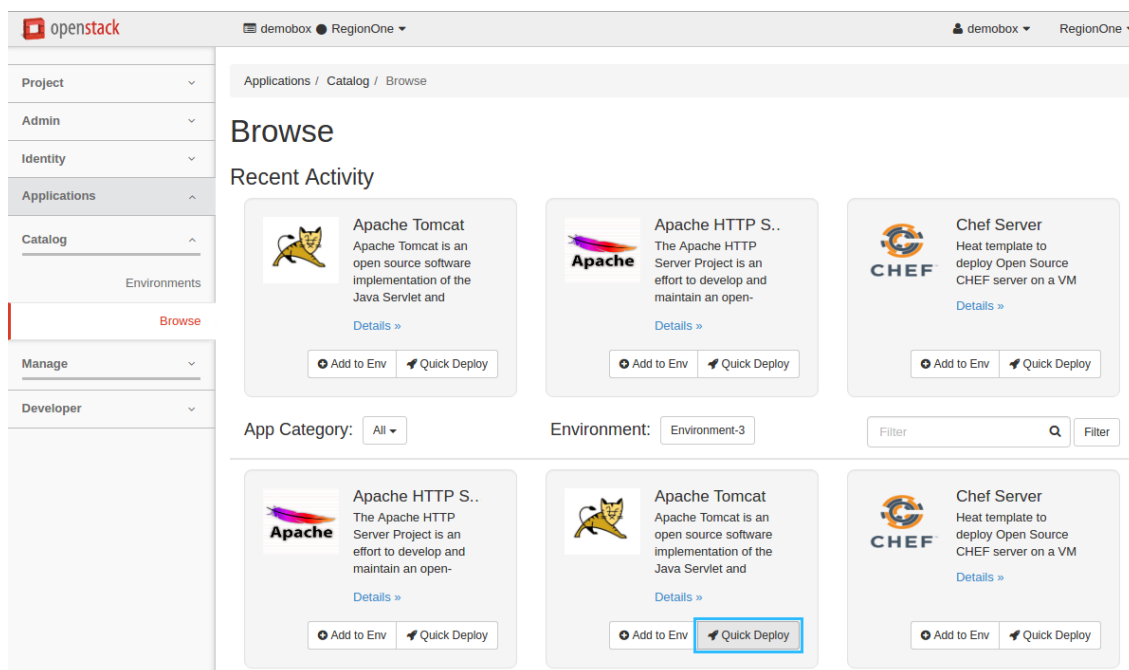 openstack
demobox RegionOne
demobox RegionOne
Project
Admin
Identity
Applications
Catalog
Environments
Browse
Manage
Developer
Applications / Catalog / Browse
Browse
Recent Activity
Apache Tomcat
Apache Tomcat is an
open source software
implementation of the
Java Servlet and
Details »
Add to Env Quick Deploy
Apache
Apache HTTP S..
The Apache HTTP
Server Project is an
effort to develop and
maintain an open-
Details »
Add to Env Quick Deploy
CHEF
Chef Server
Heat template to
deploy Open Source
CHEF server on a VM
Details »
Add to Env Quick Deploy
App Category: All
Environment: Environment-3
Filter Filter
Apache
Apache HTTP S..
The Apache HTTP
Server Project is an
effort to develop and
maintain an open-
Details »
Add to Env Quick Deploy
Apache Tomcat
Apache Tomcat is an
open source software
implementation of the
Java Servlet and
Details »
Add to Env Quick Deploy
CHEF
Chef Server
Heat template to
deploy Open Source
CHEF server on a VM
Details »
Add to Env Quick Deploy